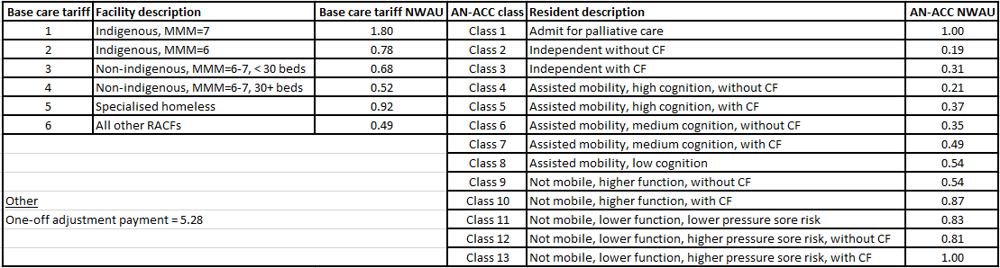 Base care tariff Facility description Base care tariff NWAU AN-ACC class Resident description AN-ACC NWAU
1 Indigenous, MMM=7 1.80 Class 1 Admit for palliative care 1.00
2 Indigenous, MMM=6 0.78 Class 2 Independent without CF 0.19
3 Non-indigenous, MMM=6-7, < 30 beds 0.68 Class 3 Independent with CF 0.31
4 Non-indigenous, MMM=6-7, 30+ beds 0.52 Class 4 Assisted mobility, high cognition, without CF 0.21
5 Specialised homeless 0.92 Class 5 Assisted mobility, high cognition, with CF 0.37
6 All other RACFs 0.49 Class 6 Assisted mobility, medium cognition, without CF 0.35
Class 7 Assisted mobility, medium cognition, with CF 0.49
Class 8 Assisted mobility, low cognition 0.54
Class 9 Not mobile, higher function, without CF 0.54
Other Class 10 Not mobile, higher function, with CF 0.87
One-off adjustment payment = 5.28 Class 11 Not mobile, lower function, lower pressure sore risk 0.83
Class 12 Not mobile, lower function, higher pressure sore risk, without CF 0.81
Class 13 Not mobile, lower function, higher pressure sore risk, with CF 1.00